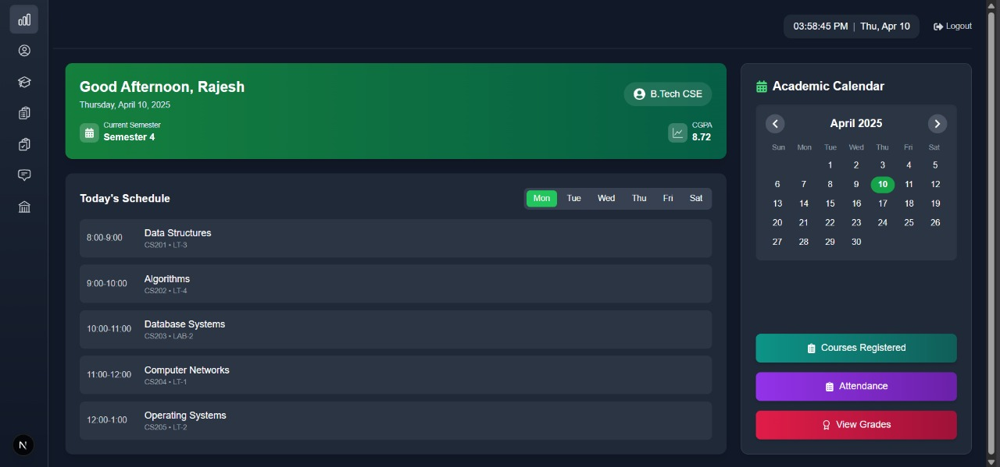 03:58:45 PM | Thu, Apr 10
Logout
Good Afternoon, Rajesh
Thursday, April 10, 2025
B.Tech CSE
Current Semester
Semester 4
CGPA
8.72
Today's Schedule
Mon Tue Wed Thu Fri Sat
8:00-9:00
Data Structures
CS201 • LT-3
9:00-10:00
Algorithms
CS202 • LT-4
10:00-11:00
Database Systems
CS203 • LAB-2
11:00-12:00
Computer Networks
CS204 • LT-1
12:00-1:00
Operating Systems
CS205 • LT-2
Academic Calendar
April 2025
Sun Mon Tue Wed Thu Fri Sat
1 2 3 4 5
6 7 8 9 10 11 12
13 14 15 16 17 18 19
20 21 22 23 24 25 26
27 28 29 30
Courses Registered
Attendance
View Grades
N